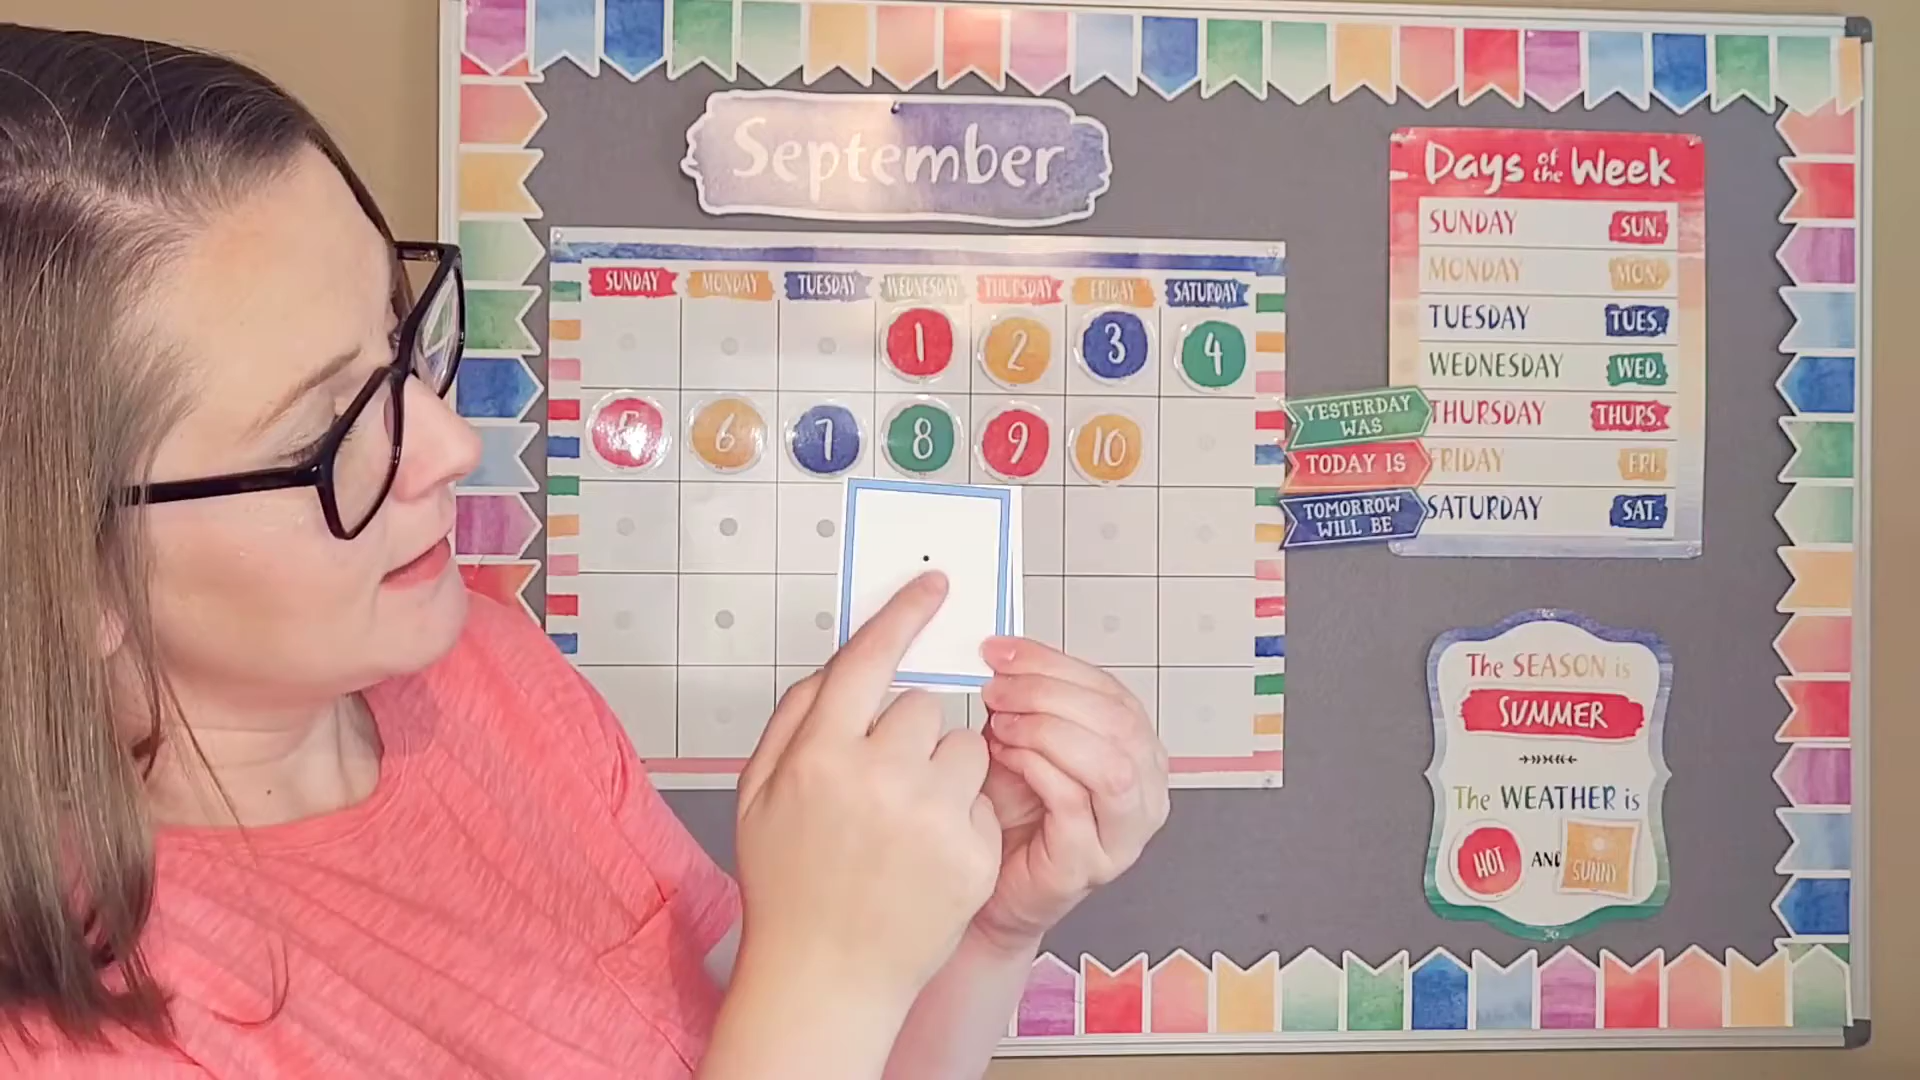 September
SUNDAY MONDAY TUESDAY WEDNESDAY THURSDAY FRIDAY SATURDAY
1 2 3 4
5 6 7 8 9 10
Days of the Week
SUNDAY SUN.
MONDAY MON.
TUESDAY TUES.
WEDNESDAY WED.
YESTERDAY WAS
THURSDAY THURS.
TODAY IS
FRIDAY FRI.
TOMORROW WILL BE
SATURDAY SAT.
The SEASON is
SUMMER
The WEATHER is
HOT AND SUNNY